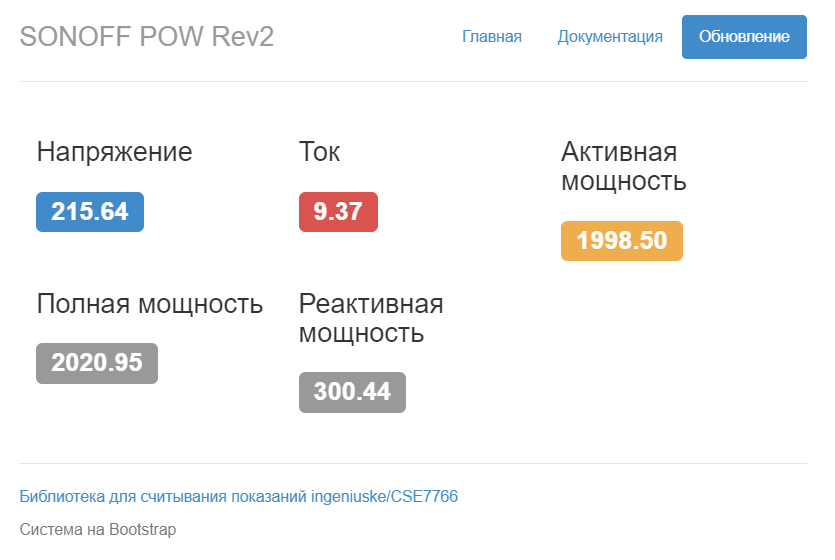 SONOFF POW Rev2
Главная
Документация
Обновление
Напряжение
215.64
Ток
9.37
Активная
мощность
1998.50
Полная мощность
2020.95
Реактивная
мощность
300.44
Библиотека для считывания показаний ingeniuske/CSE7766
Система на Bootstrap